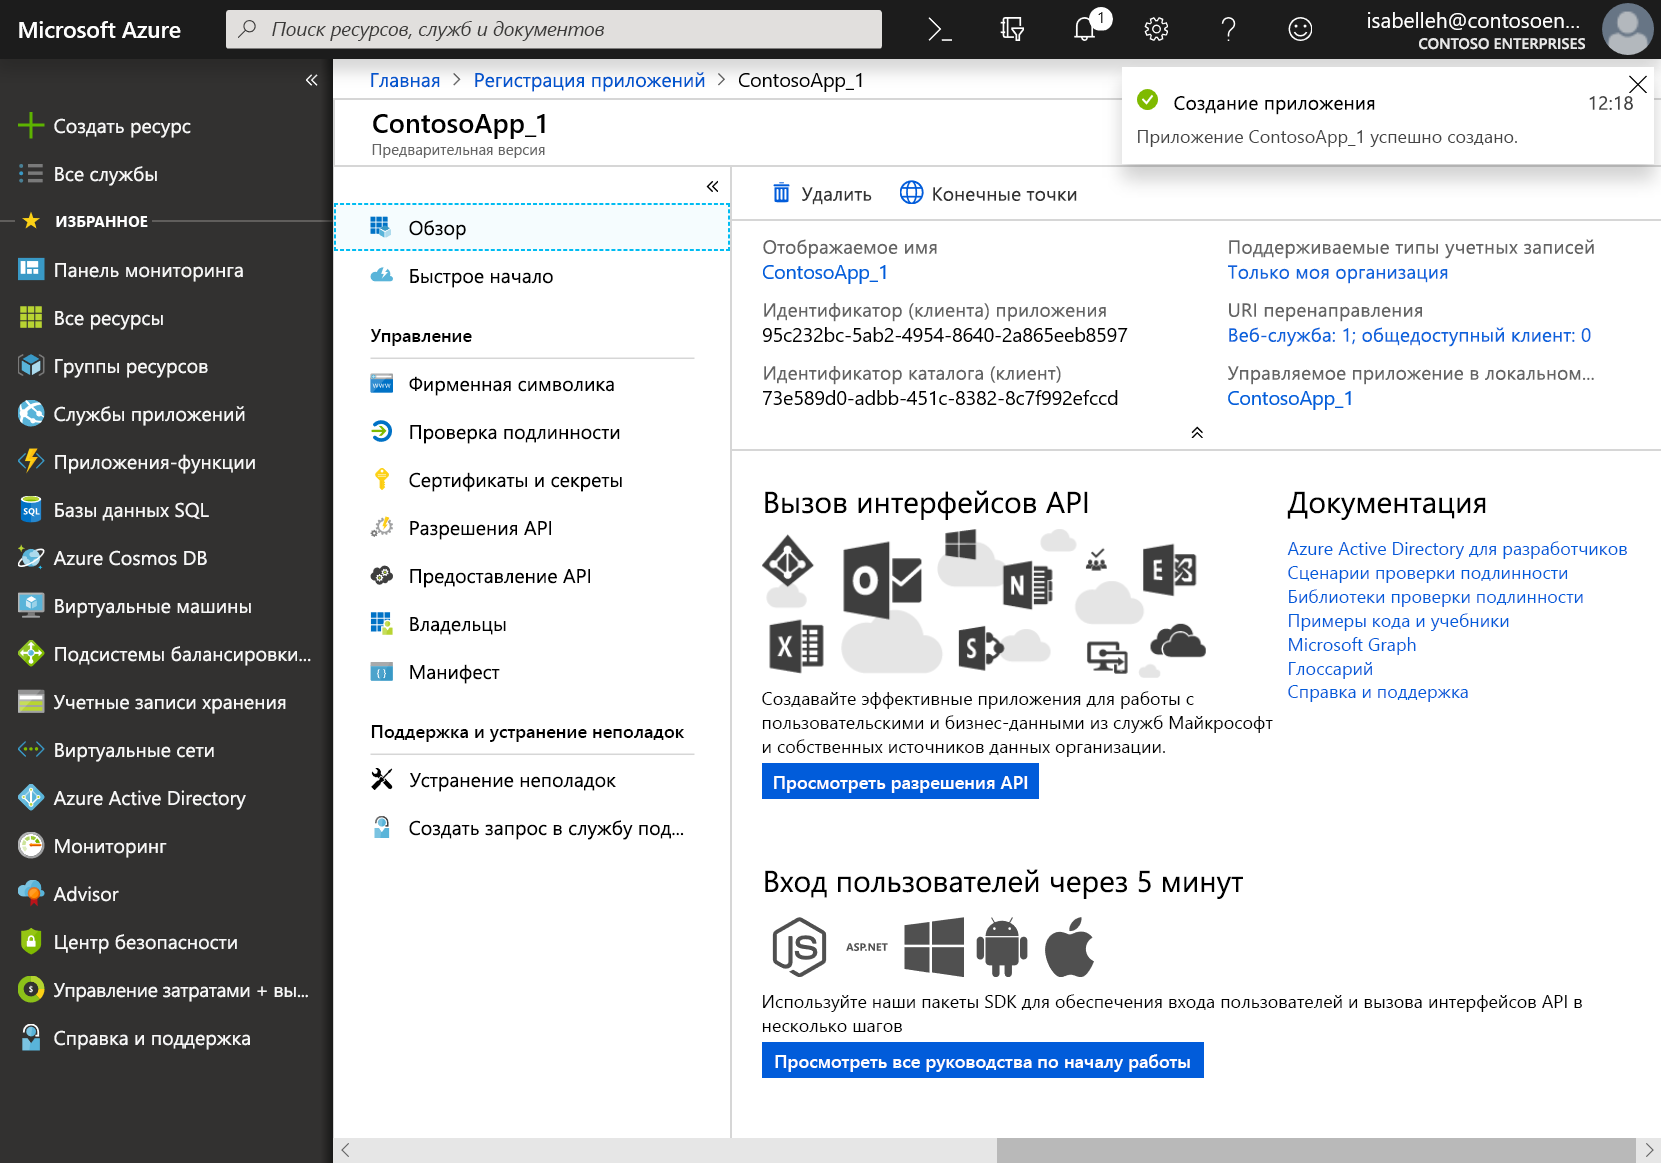 Microsoft Azure
Поиск ресурсов, служб и документов
1
isabelleh@contosoen...
CONTOSO ENTERPRISES
Создать ресурс
Все службы
ИЗБРАННОЕ
Панель мониторинга
Все ресурсы
Группы ресурсов
Службы приложений
Приложения-функции
SQL
Базы данных SQL
Azure Cosmos DB
Виртуальные машины
Подсистемы балансировки...
Учетные записи хранения
Виртуальные сети
Azure Active Directory
Мониторинг
Advisor
Центр безопасности
Управление затратами + вы...
Справка и поддержка
Главная > Регистрация приложений > ContosoApp_1
ContosoApp_1
Предварительная версия
Создание приложения 12:18
Приложение ContosoApp_1 успешно создано.
Обзор
Быстрое начало
Управление
www
Фирменная символика
Проверка подлинности
Сертификаты и секреты
Разрешения API
Предоставление API
Владельцы
Манифест
Поддержка и устранение неполадок
Устранение неполадок
Создать запрос в службу под...
Удалить
Конечные точки
Отображаемое имя
ContosoApp_1
Идентификатор (клиента) приложения
95c232bc-5ab2-4954-8640-2a865eeb8597
Идентификатор каталога (клиент)
73e589d0-adbb-451c-8382-8c7f992efccd
Поддерживаемые типы учетных записей
Только моя организация
URI перенаправления
Веб-служба: 1; общедоступный клиент: 0
Управляемое приложение в локальном...
ContosoApp_1
Вызов интерфейсов API
Создавайте эффективные приложения для работы с
пользовательскими и бизнес-данными из служб Майкрософт
и собственных источников данных организации.
Просмотреть разрешения API
Документация
Azure Active Directory для разработчиков
Сценарии проверки подлинности
Библиотеки проверки подлинности
Примеры кода и учебники
Microsoft Graph
Глоссарий
Справка и поддержка
Вход пользователей через 5 минут
JS
ASP.NET
Используйте наши пакеты SDK для обеспечения входа пользователей и вызова интерфейсов API в
несколько шагов
Просмотреть все руководства по началу работы